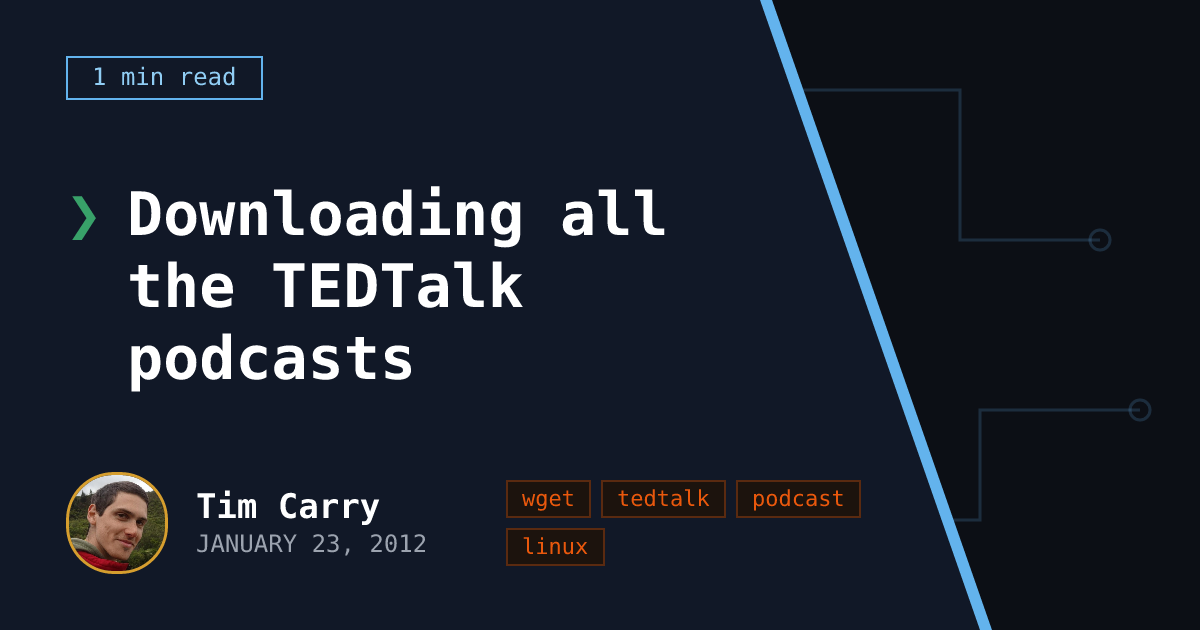 1 min read
❯ Downloading all
the TEDTalk
podcasts
Tim Carry
JANUARY 23, 2012
wget tedtalk podcast
linux